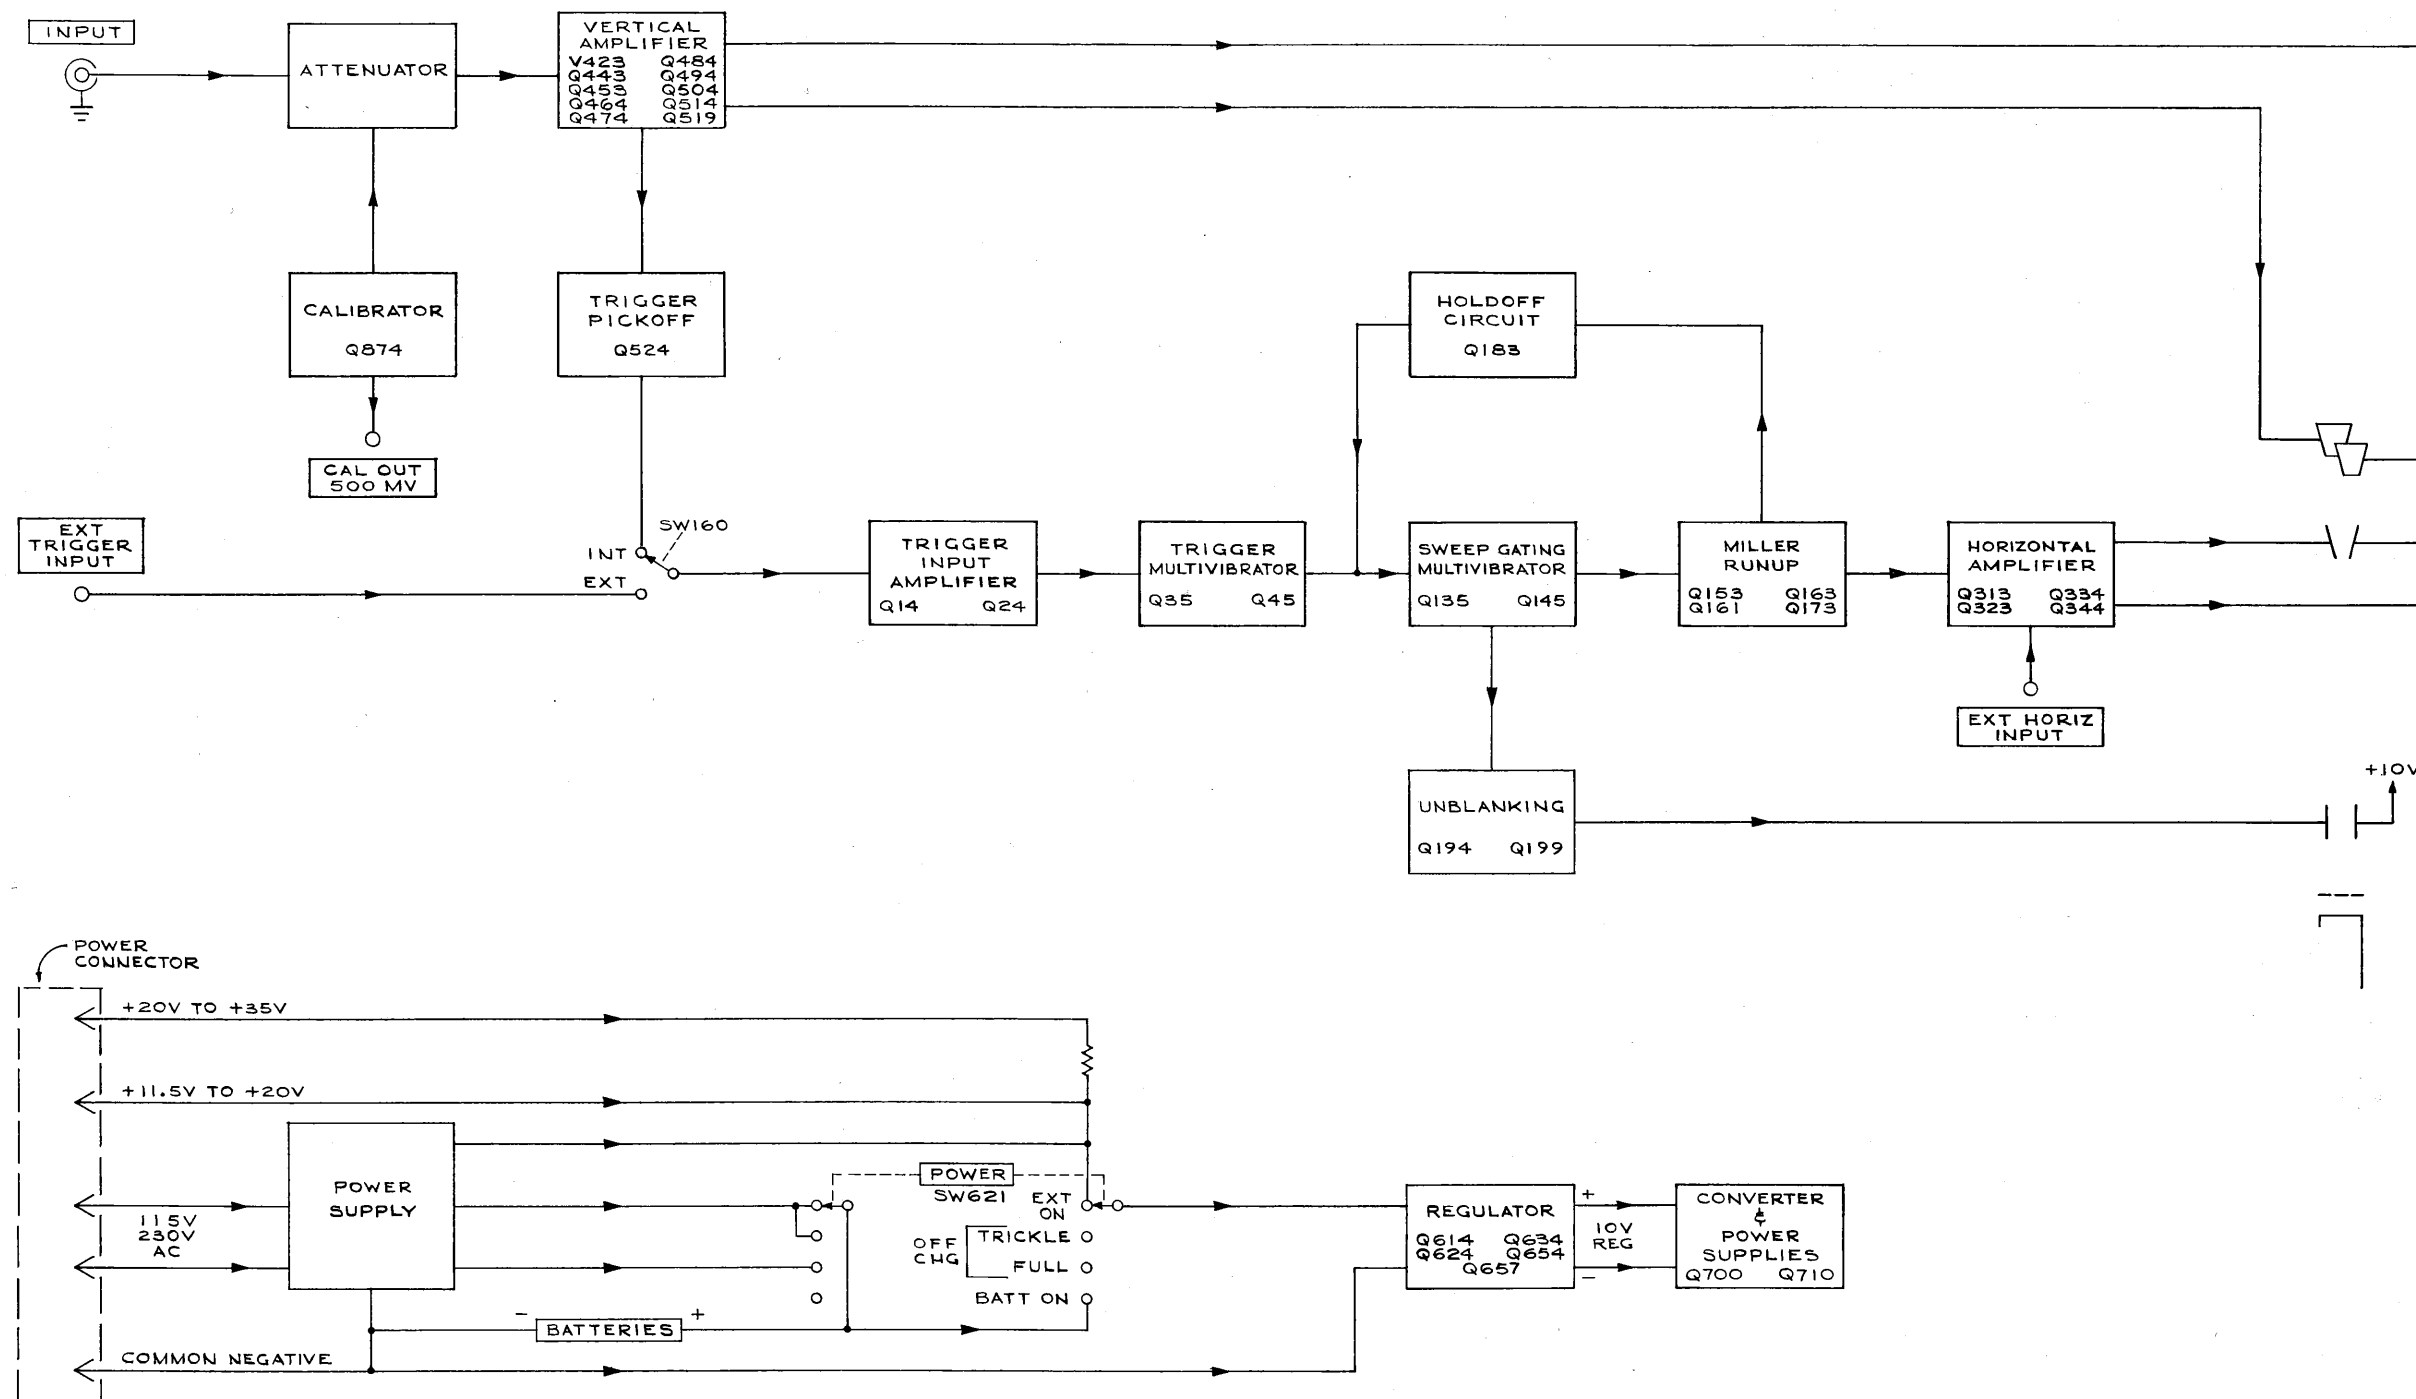 INPUT
ATTENUATOR
VERTICAL
AMPLIFIER
V423 Q484
Q443 Q494
Q453 Q504
Q464 Q514
Q474 Q519
CALIBRATOR
Q874
TRIGGER
PICKOFF
Q524
HOLDOFF
CIRCUIT
Q183
CAL OUT
500 MV
EXT
TRIGGER
INPUT
SW160
INT
EXT
TRIGGER
INPUT
AMPLIFIER
Q14 Q24
TRIGGER
MULTIVIBRATOR
Q35 Q45
SWEEP GATING
MULTIVIBRATOR
Q135 Q145
MILLER
RUNUP
Q153 Q163
Q161 Q173
HORIZONTAL
AMPLIFIER
Q313 Q334
Q323 Q344
EXT HORIZ
INPUT
+10V
UNBLANKING
Q194 Q199
POWER
CONNECTOR
+20V TO +35V
+11.5V TO +20V
POWER
SUPPLY
115V
230V
AC
POWER
SW621
EXT
ON
OFF
CHG
TRICKLE
FULL
BATT ON
- BATTERIES +
COMMON NEGATIVE
REGULATOR
Q614 Q634
Q624 Q654
Q657
+
10V
REG
-
CONVERTER
&
POWER
SUPPLIES
Q700 Q710